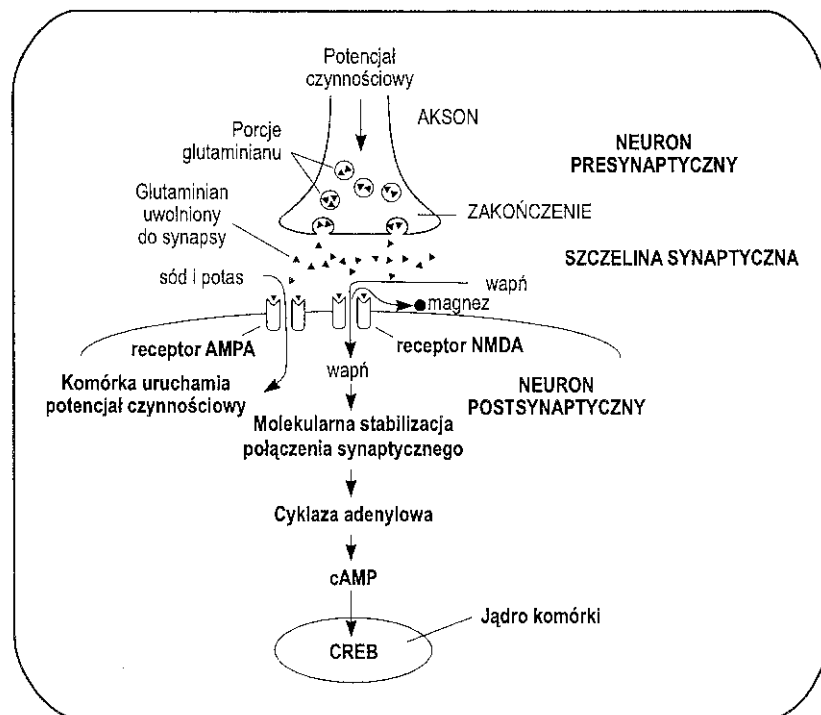 Potencjał
czynnościowy
AKSON
Porcje
glutaminianu
NEURON
PRESYNAPTYCZNY
Glutaminian
uwolniony
do synapsy
ZAKOŃCZENIE
SZCZELINA SYNAPTYCZNA
sód i potas
wapń
magnez
receptor AMPA
receptor NMDA
Komórka uruchamia
potencjał czynnościowy
wapń
NEURON
POSTSYNAPTYCZNY
Molekularna stabilizacja
połączenia synaptycznego
Cyklaza adenylowa
cAMP
Jądro komórki
CREB